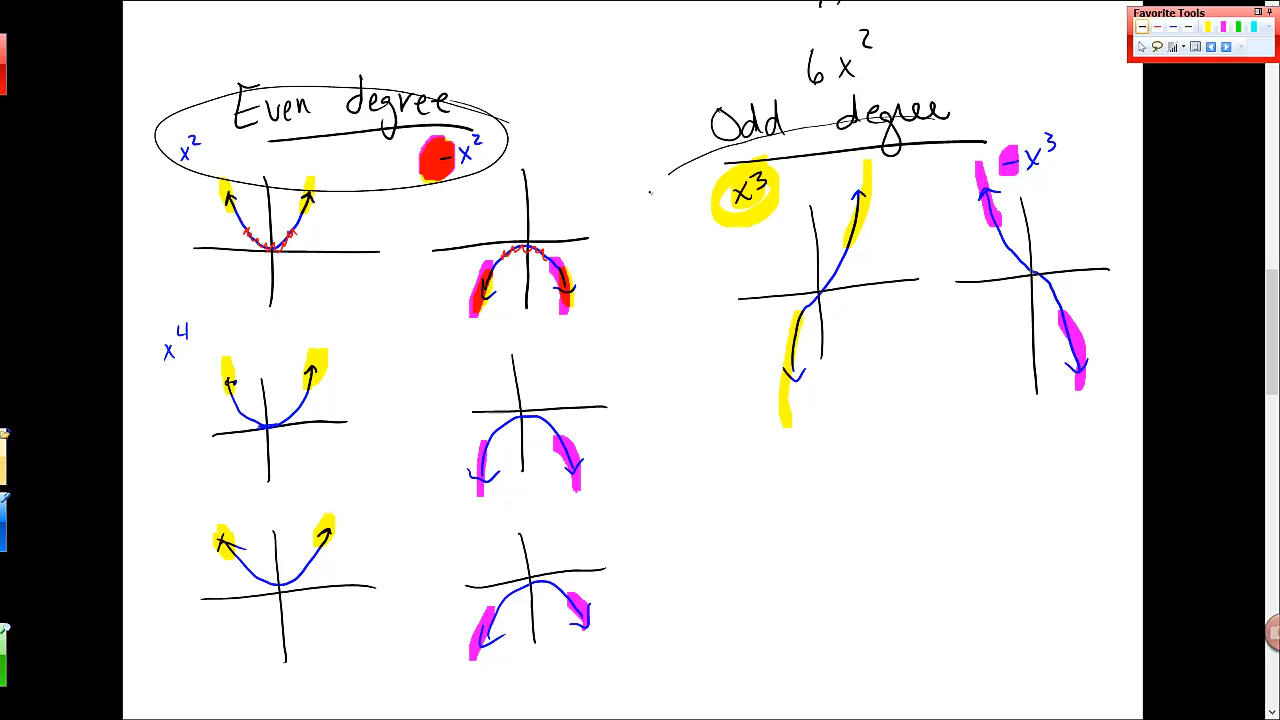 Favorite Tools
6x²
Even degree
Odd degree
x²
-x²
x³
-x³
x⁴